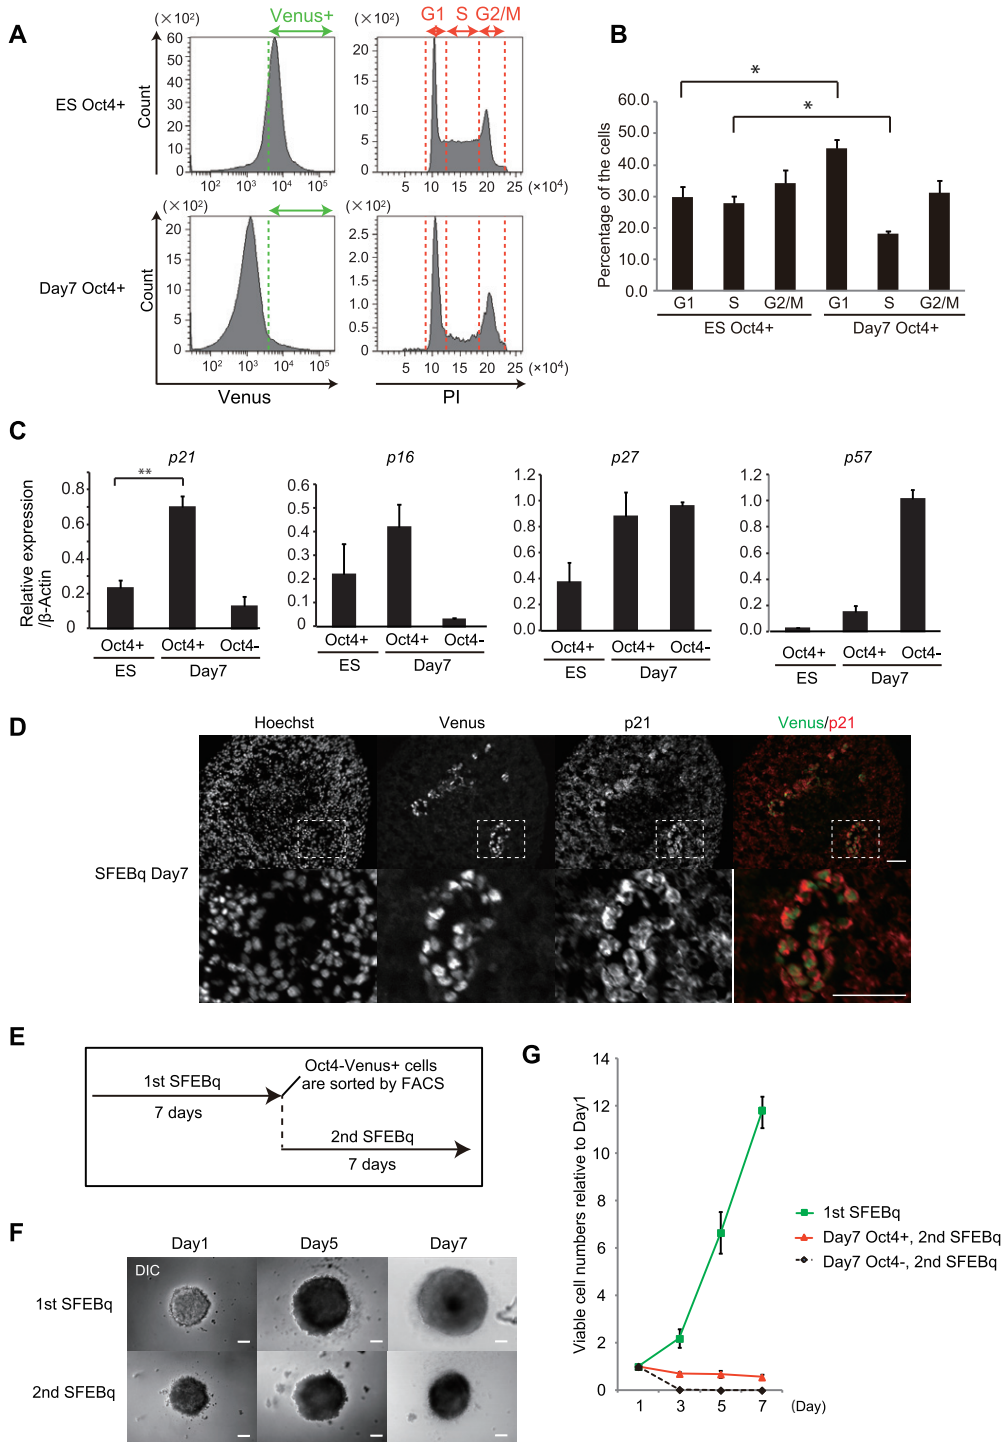 A
(×10²)
Venus+
(×10²)
G1 S G2/M
ES Oct4+
Count
60
50
40
30
20
10
0
10² 10³ 10⁴ 10⁵
20
15
10
5
0
5 10 15 20 25 (×10⁴)
Day7 Oct4+
(×10²)
(×10²)
Count
21
20
15
10
5
0
10² 10³ 10⁴ 10⁵
2.5
2.0
1.5
1.0
0.5
0
5 10 15 20 25 (×10⁴)
Venus
PI
B
*
*
Percentage of the cells
60.0
50.0
40.0
30.0
20.0
10.0
0.0
G1 S G2/M G1 S G2/M
ES Oct4+ Day7 Oct4+
C
p21
**
Relative expression
/β-Actin
0.8
0.6
0.4
0.2
0
Oct4+ Oct4+ Oct4-
ES Day7
p16
0.6
0.5
0.4
0.3
0.2
0.1
0
Oct4+ Oct4+ Oct4-
ES Day7
p27
1.2
1.0
0.8
0.6
0.4
0.2
0.0
Oct4+ Oct4+ Oct4-
ES Day7
p57
1.2
1.0
0.8
0.6
0.4
0.2
0.0
Oct4+ Oct4+ Oct4-
ES Day7
D
Hoechst Venus p21 Venus/p21
SFEBq Day7
E
1st SFEBq
7 days
Oct4-Venus+ cells
are sorted by FACS
2nd SFEBq
7 days
F
Day1 Day5 Day7
DIC
1st SFEBq
2nd SFEBq
G
Viable cell numbers relative to Day1
14
12
10
8
6
4
2
0
1 3 5 7 (Day)
1st SFEBq
Day7 Oct4+, 2nd SFEBq
Day7 Oct4-, 2nd SFEBq